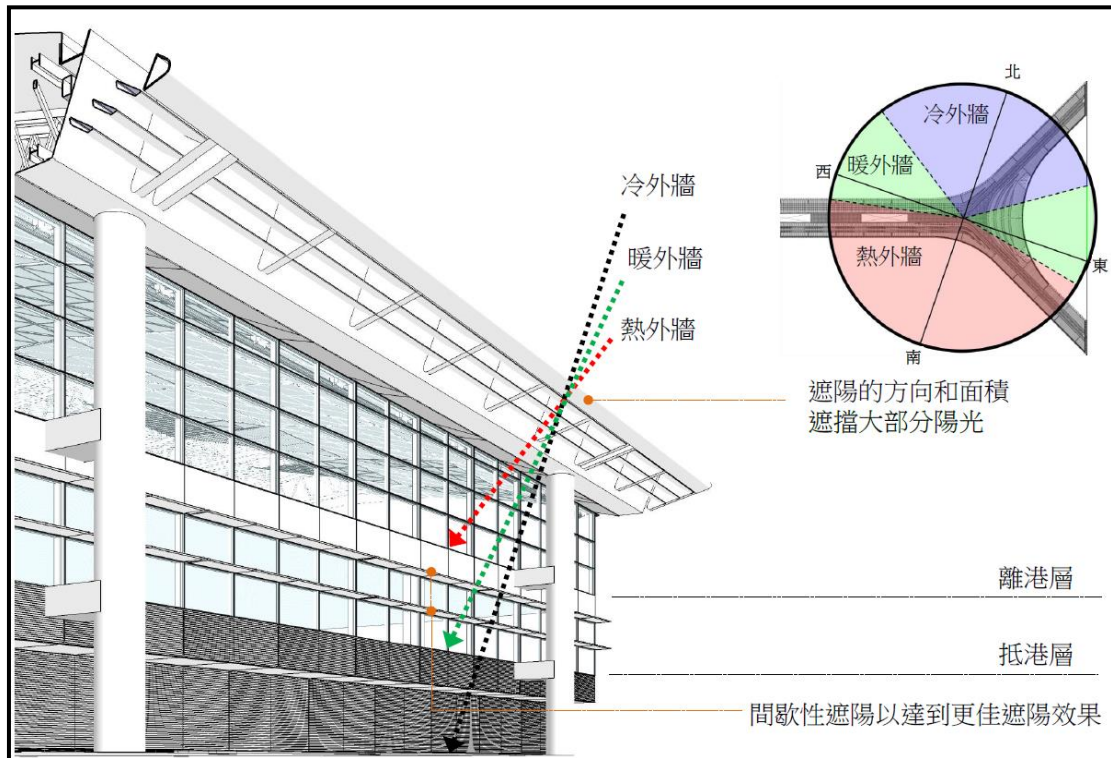 北
冷外牆
暖外牆
西
熱外牆
東
南
冷外牆
暖外牆
熱外牆
遮陽的方向和面積
遮擋大部分陽光
離港層
抵港層
間歇性遮陽以達到更佳遮陽效果